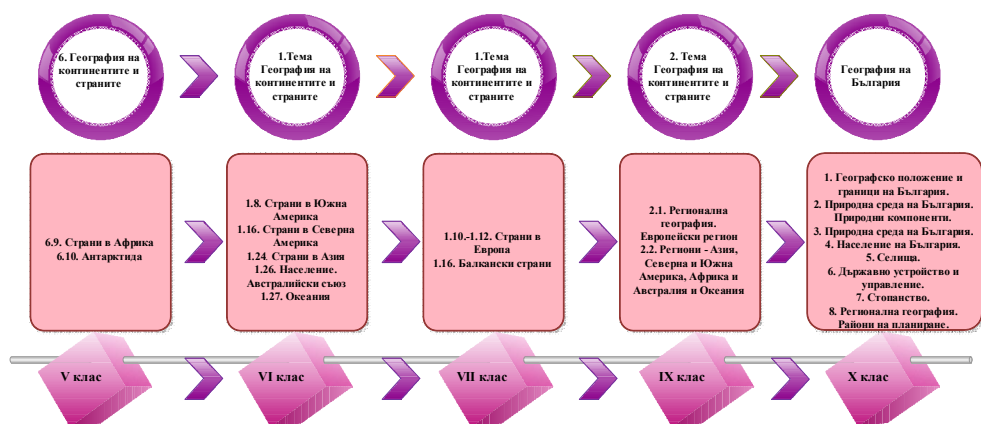 6. География на
континентите и
страните
1.Тема
География на
континентите и
страните
1.Тема
География на
континентите и
страните
2. Тема
География на
континентите и
страните
География на
България
6.9. Страни в Африка
6.10. Антарктида
1.8. Страни в Южна
Америка
1.16. Страни в Северна
Америка
1.24. Страни в Азия
1.26. Население.
Австралийски съюз
1.27. Океания
1.10.-1.12. Страни в
Европа
1.16. Балкански страни
2.1. Регионална
география.
Европейски регион
2.2. Региони - Азия,
Северна и Южна
Америка, Африка и
Австралия и Океания
1. Географско положение и
граници на България.
2. Природна среда на България.
Природни компоненти.
3. Природна среда на България.
4. Население на България.
5. Селища.
6. Държавно устройство и
управление.
7. Стопанство.
8. Регионална география.
Райони на планиране.
V клас
VI клас
VII клас
IX клас
X клас